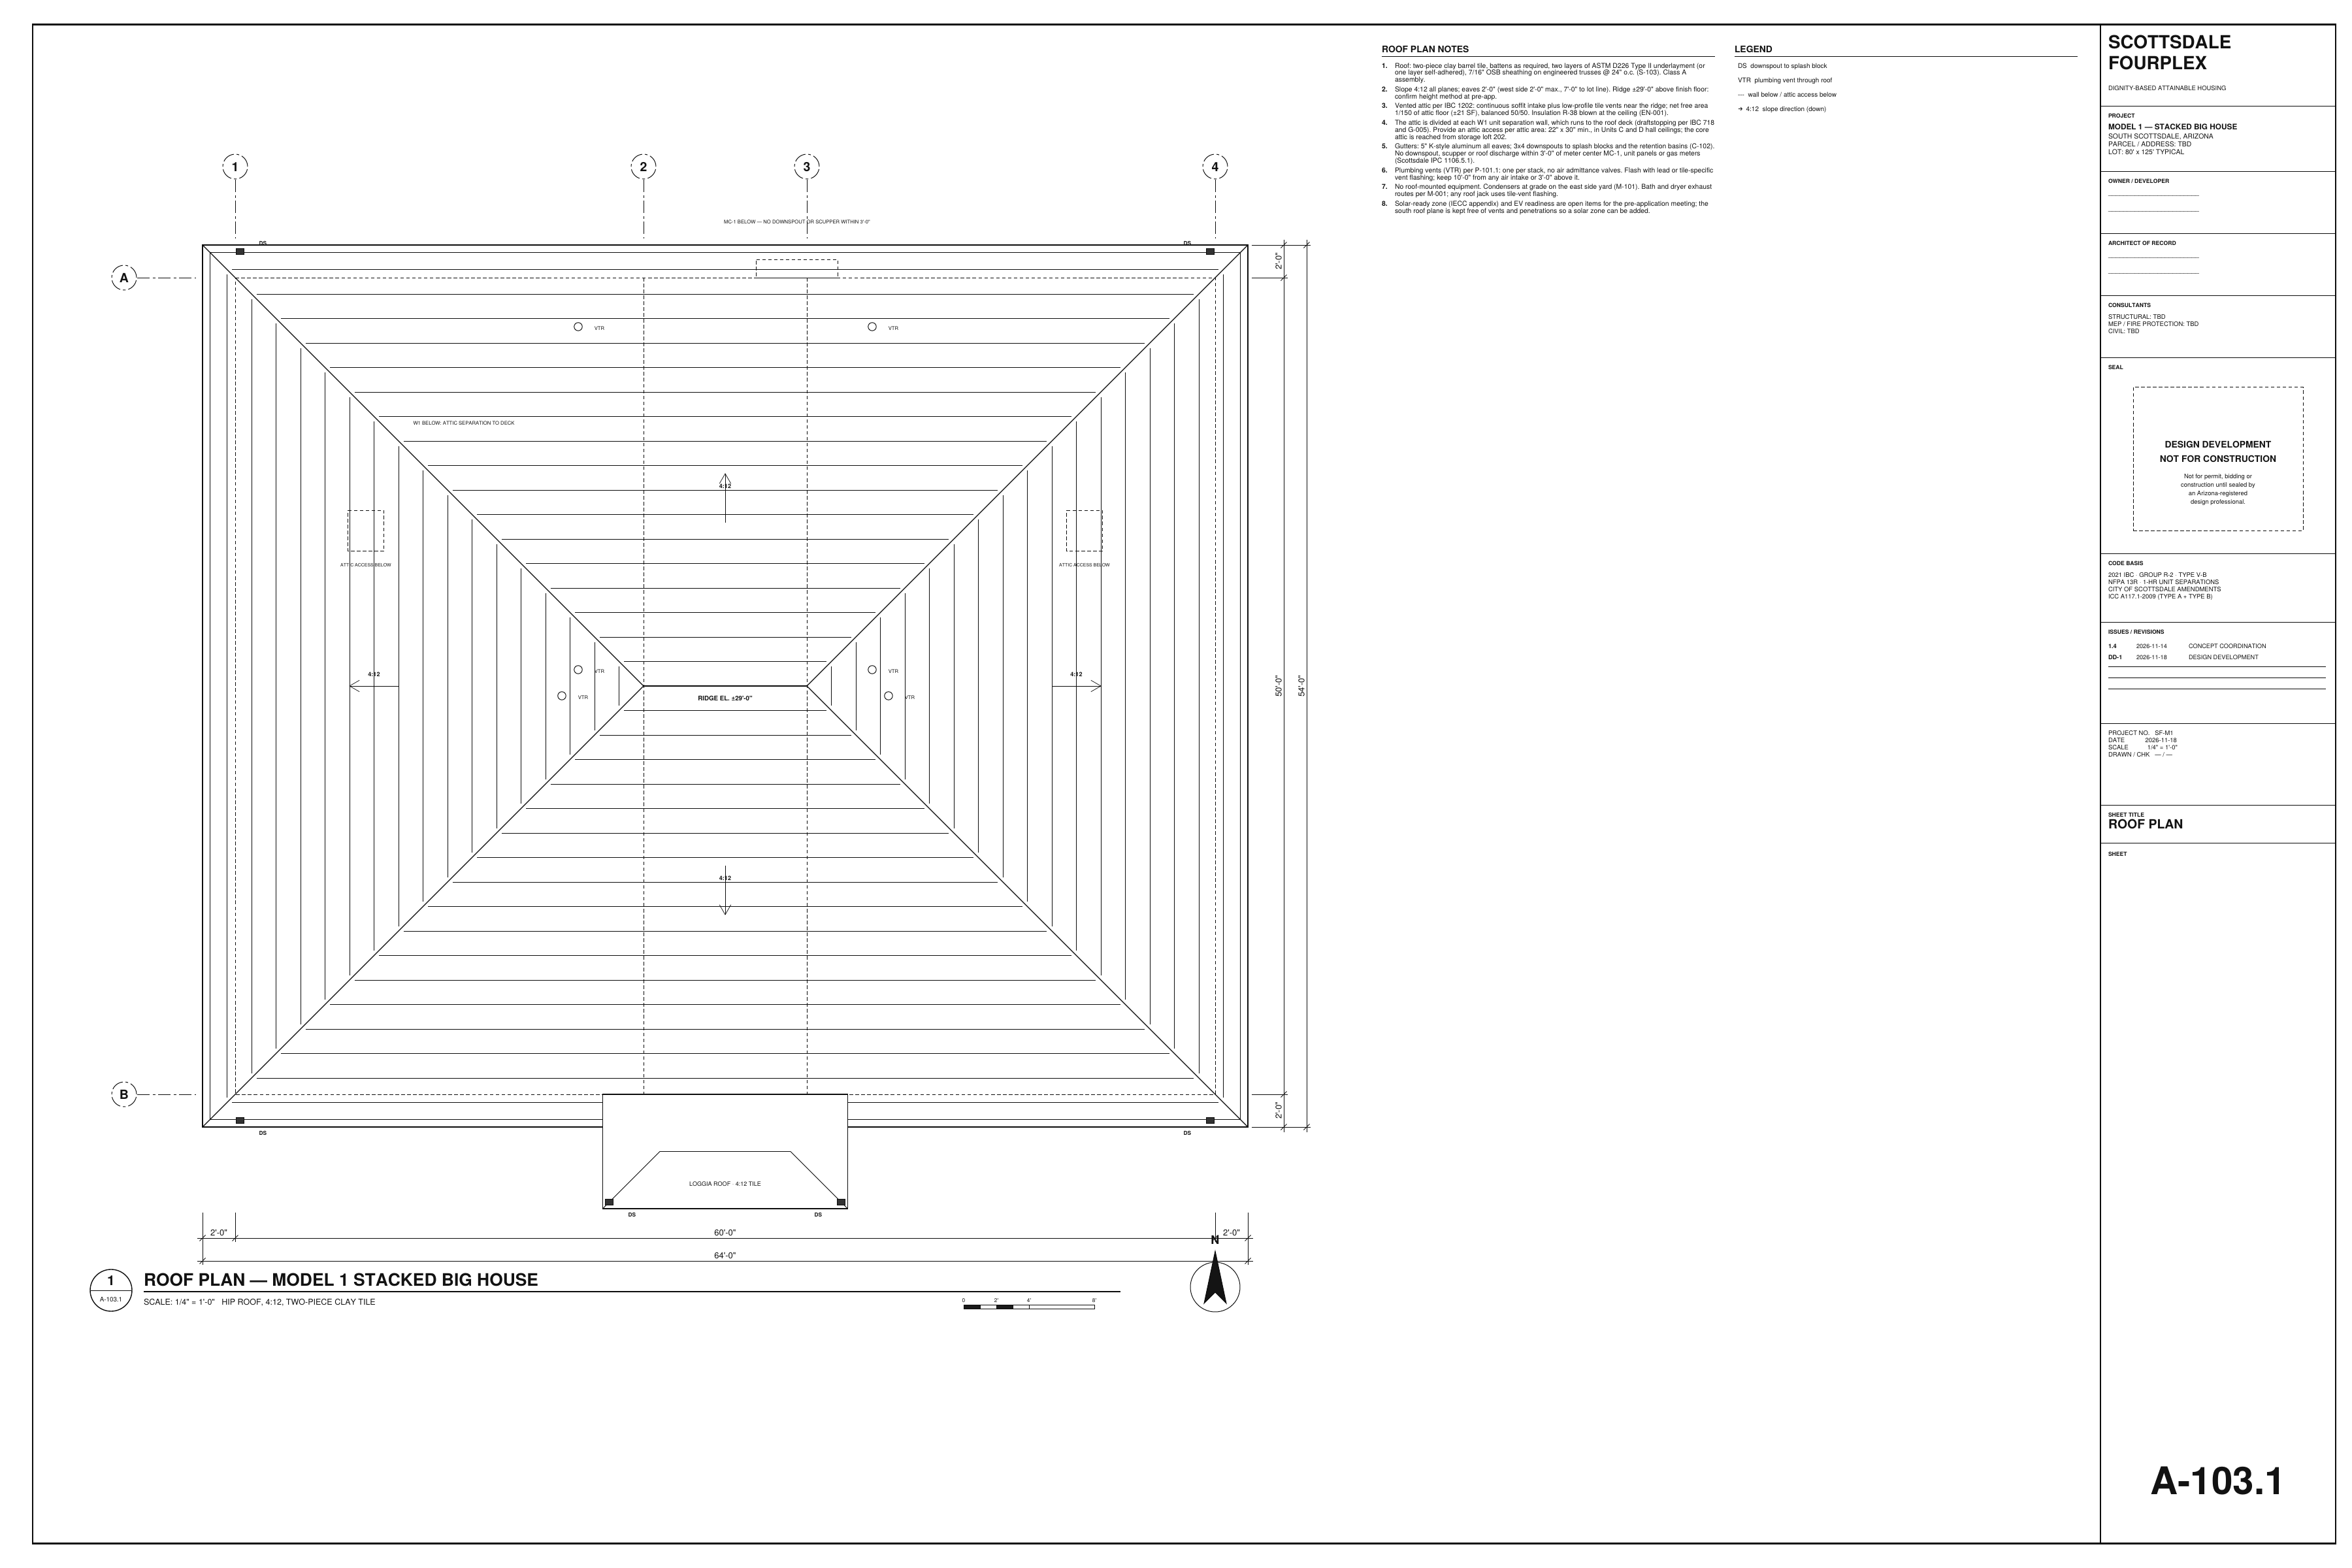 ROOF PLAN NOTES
1. Roof: two-piece clay barrel tile, battens as required, two layers of ASTM D226 Type II underlayment (or
one layer self-adhered), 7/16" OSB sheathing on engineered trusses @ 24" o.c. (S-103). Class A
assembly.
2. Slope 4:12 all planes; eaves 2'-0" (west side 2'-0" max., 7'-0" to lot line). Ridge ±29'-0" above finish floor:
confirm height method at pre-app.
3. Vented attic per IBC 1202: continuous soffit intake plus low-profile tile vents near the ridge; net free area
1/150 of attic floor (±21 SF), balanced 50/50. Insulation R-38 blown at the ceiling (EN-001).
4. The attic is divided at each W1 unit separation wall, which runs to the roof deck (draftstopping per IBC 718
and G-005). Provide an attic access per attic area: 22" x 30" min., in Units C and D hall ceilings; the core
attic is reached from storage loft 202.
5. Gutters: 5" K-style aluminum all eaves; 3x4 downspouts to splash blocks and the retention basins (C-102).
No downspout, scupper or roof discharge within 3'-0" of meter center MC-1, unit panels or gas meters
(Scottsdale IPC 1106.5.1).
6. Plumbing vents (VTR) per P-101.1; one per stack, no air admittance valves. Flash with lead or tile-specific
vent flashing; keep 10'-0" from any air intake or 3'-0" above it.
7. No roof-mounted equipment. Condensers at grade on the east side yard (M-101). Bath and dryer exhaust
routes per M-001; any roof jack uses tile-vent flashing.
8. Solar-ready zone (IECC appendix) and EV readiness are open items for the pre-application meeting; the
south roof plane is kept free of vents and penetrations so a solar zone can be added.
LEGEND
DS downspout to splash block
VTR plumbing vent through roof
--- wall below / attic access below
➔ 4:12 slope direction (down)
1
2
3
4
MC-1 BELOW — NO DOWNSPOUT OR SCUPPER WITHIN 3'-0"
DS
DS
A
2'-0"
VTR
VTR
W1 BELOW: ATTIC SEPARATION TO DECK
4:12
ATTIC ACCESS BELOW
ATTIC ACCESS BELOW
4:12
VTR
VTR
4:12
VTR
RIDGE EL. ±29'-0"
VTR
50'-0"
54'-0"
4:12
B
2'-0"
DS
DS
LOGGIA ROOF · 4:12 TILE
DS
DS
2'-0"
60'-0"
2'-0"
64'-0"
N
1
A-103.1
ROOF PLAN — MODEL 1 STACKED BIG HOUSE
SCALE: 1/4" = 1'-0" HIP ROOF, 4:12, TWO-PIECE CLAY TILE
0 2' 4' 8'
SCOTTSDALE
FOURPLEX
DIGNITY-BASED ATTAINABLE HOUSING
PROJECT
MODEL 1 — STACKED BIG HOUSE
SOUTH SCOTTSDALE, ARIZONA
PARCEL / ADDRESS: TBD
LOT: 80' x 125' TYPICAL
OWNER / DEVELOPER
ARCHITECT OF RECORD
CONSULTANTS
STRUCTURAL: TBD
MEP / FIRE PROTECTION: TBD
CIVIL: TBD
SEAL
DESIGN DEVELOPMENT
NOT FOR CONSTRUCTION
Not for permit, bidding or
construction until sealed by
an Arizona-registered
design professional.
CODE BASIS
2021 IBC · GROUP R-2 · TYPE V-B
NFPA 13R · 1-HR UNIT SEPARATIONS
CITY OF SCOTTSDALE AMENDMENTS
ICC A117.1-2009 (TYPE A + TYPE B)
ISSUES / REVISIONS
1.4 2026-11-14 CONCEPT COORDINATION
DD-1 2026-11-18 DESIGN DEVELOPMENT
PROJECT NO. SF-M1
DATE 2026-11-18
SCALE 1/4" = 1'-0"
DRAWN / CHK — / —
SHEET TITLE
ROOF PLAN
SHEET
A-103.1